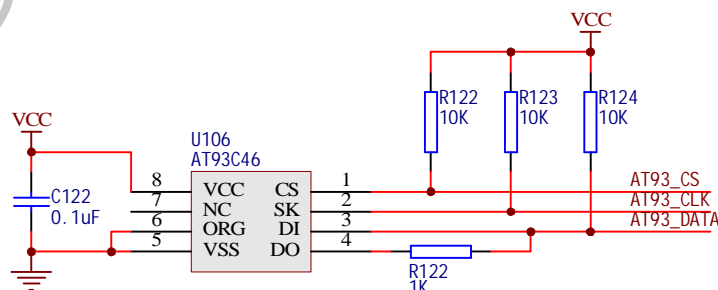 VCC
R122
10K
R123
10K
R124
10K
VCC
C122
0.1uF
U106
AT93C46
8 VCC CS 1
7 NC SK 2
6 ORG DI 3
5 VSS DO 4
AT93_CS
AT93_CLK
AT93_DATA
R122
1K